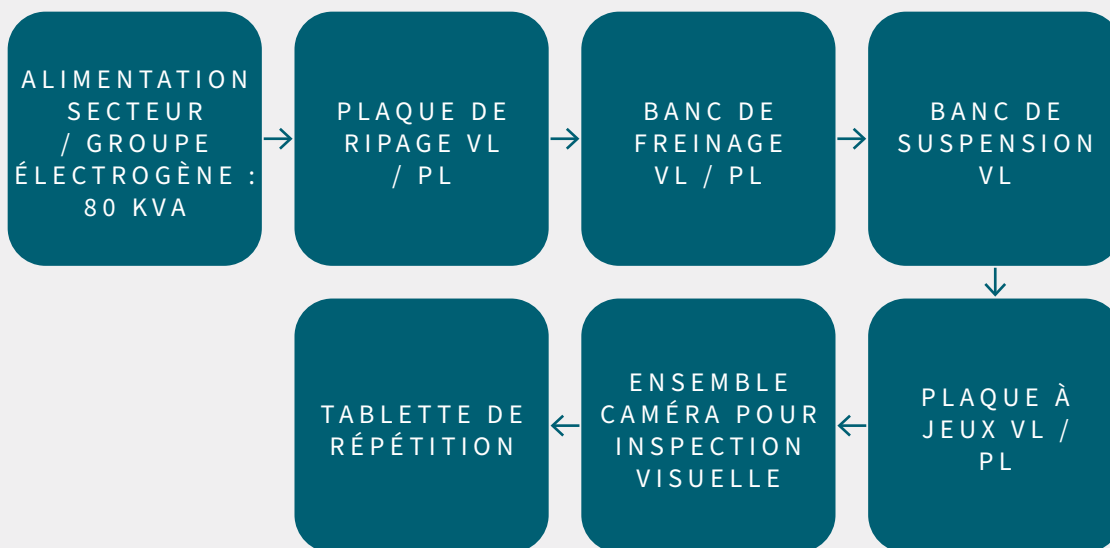 ALIMENTATION
SECTEUR
/ GROUPE
ÉLECTROGÈNE :
80 KVA
PLAQUE DE
RIPAGE VL
/ PL
BANC DE
FREINAGE
VL / PL
BANC DE
SUSPENSION
VL
PLAQUE À
JEUX VL /
PL
ENSEMBLE
CAMÉRA POUR
INSPECTION
VISUELLE
TABLETTE DE
RÉPÉTITION